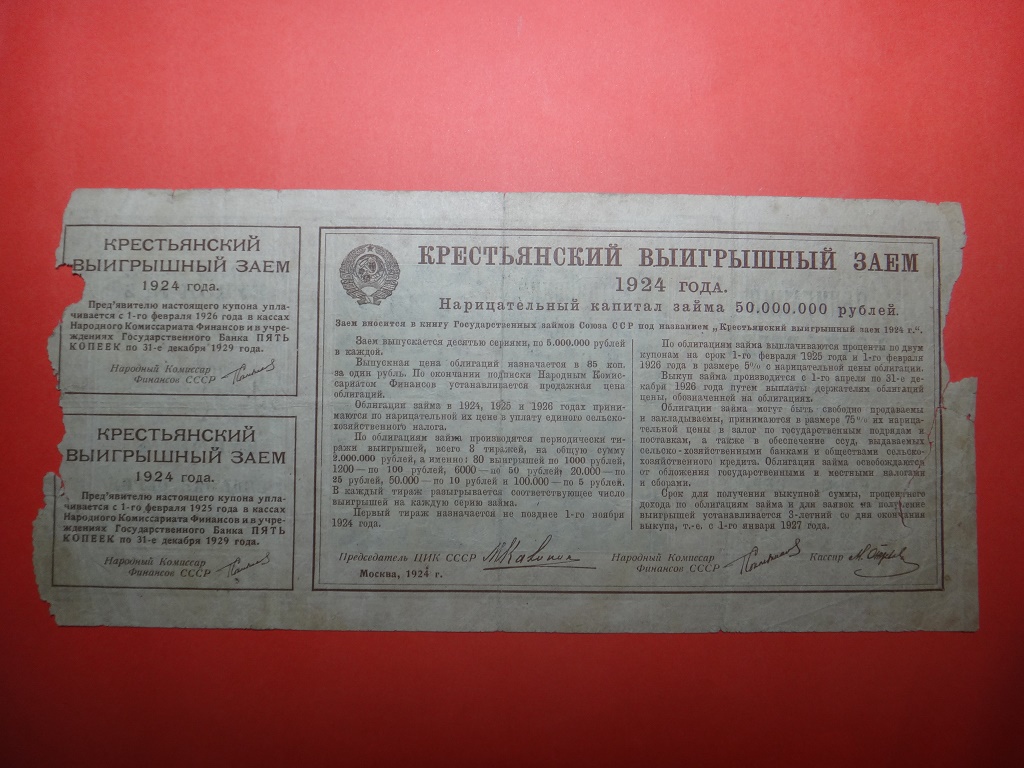 КРЕСТЬЯНСКИЙ
ВЫИГРЫШНЫЙ ЗАЕМ
1924 года.
Пред'явителю настоящего купона упла-
чивается с 1-го февраля 1926 года в кассах
Народного Комиссариата Финансов и в учре-
ждениях Государственного Банка ПЯТЬ
КОПЕЕК по 31-е декабря 1929 года.
Народный Комиссар
Финансов СССР
КРЕСТЬЯНСКИЙ
ВЫИГРЫШНЫЙ ЗАЕМ
1924 года.
Пред'явителю настоящего купона упла-
чивается с 1-го февраля 1925 года в кассах
Народного Комиссариата Финансов и в учре-
ждениях Государственного Банка ПЯТЬ
КОПЕЕК по 31-е декабря 1929 года.
Народный Комиссар
Финансов СССР
КРЕСТЬЯНСКИЙ ВЫИГРЫШНЫЙ ЗАЕМ
1924 года.
Нарицательный капитал займа 50.000.000 рублей.
Заем вносится в книгу Государственных займов Союза ССР под названием „Крестьянский выигрышный заем 1924 г.".
Заем выпускается десятью сериями, по 5.000.000 рублей
в каждой.
Выпускная цена облигаций назначается в 85 коп.
за один рубль. По окончании подписки Народным Комис-
сариатом Финансов устанавливается продажная цена
облигаций.
Облигации займа в 1924, 1925 и 1926 годах прини-
маются по нарицательной их цене в уплату единого сельско-
хозяйственного налога.
По облигациям займа производятся периодически ти-
ражи выигрышей, всего 8 тиражей, на общую сумму
2.000.000 рублей, а именно: 80 выигрышей по 1000 рублей,
1200 — по 100 рублей, 6000 — по 50 рублей, 20.000 — по
25 рублей, 50.000 — по 10 рублей и 100.000 — по 5 рублей.
В каждый тираж разыгрывается соответствующее число
выигрышей на каждую серию займа.
Первый тираж назначается не позднее 1-го ноября
1924 года.
По облигациям займа выплачиваются проценты по двум
купонам на срок 1-го февраля 1925 года и 1-го февраля
1926 года в размере 5% с нарицательной цены облигации.
Выкуп займа производится с 1-го апреля по 31-е де-
кабря 1926 года путем выплаты держателям облигаций
цены, обозначенной на облигациях.
Облигации займа могут быть свободно продаваемы
и закладываемы, принимаются в размере 75% их нарица-
тельной цены в залог по государственным подрядам и
поставкам, а также в обеспечение ссуд, выдаваемых
сельско-хозяйственными банками и обществами сельско-
хозяйственного кредита. Облигации займа освобождаются
от обложения государственными и местными налогами
и сборами.
Срок для получения выкупной суммы, процентного
дохода по облигациям займа и для заявок на получение
выигрышей устанавливается 3-летний со дня окончания
выкупа, т.-е. с 1-го января 1927 года.
Председатель ЦИК СССР
Москва, 1924 г.
Народный Комиссар
Финансов СССР
Кассир